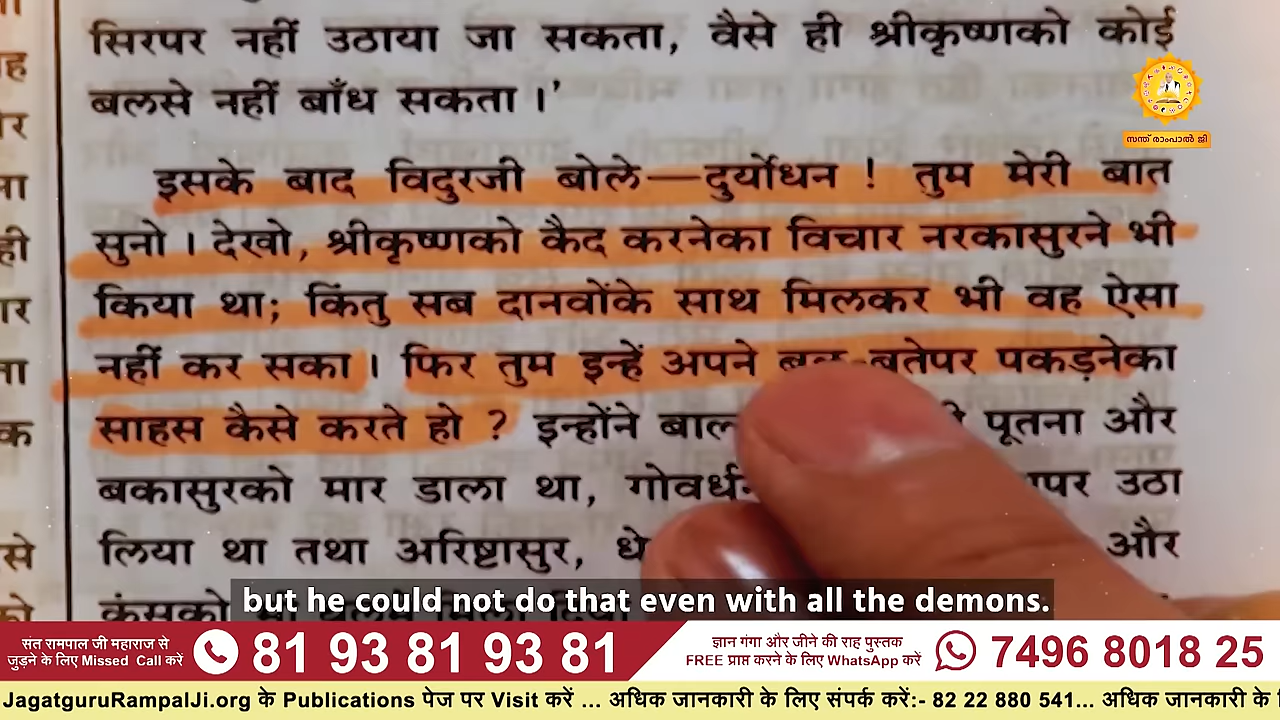 सिरपर नहीं उठाया जा सकता, वैसे ही श्रीकृष्णको कोई
बलसे नहीं बाँध सकता।'
इसके बाद विदुरजी बोले—दुर्योधन ! तुम मेरी बात
सुनो। देखो, श्रीकृष्णको कैद करनेका विचार नरकासुरने भी
किया था; किंतु सब दानवोंके साथ मिलकर भी वह ऐसा
नहीं कर सका। फिर तुम इन्हें अपने पकड़नेका
साहस कैसे करते हो ? इन्होंने पूतना और
बकासुरको मार डाला था, उठा
लिया था तथा अरिष्टासुर, और
കंसको
സന്ത് രാംപാൽ ജി
but he could not do that even with all the demons.
संत रामपाल जी महाराज से
जुड़ने के लिए Missed Call करें
81 93 81 93 81
ज्ञान गंगा और जीने की राह पुस्तक
FREE प्राप्त करने के लिए WhatsApp करें
7496 8018 25
JagatguruRampalJi.org के Publications पेज पर Visit करें ... अधिक जानकारी के लिए संपर्क करें:- 82 22 880 541... अधिक जानकारी के